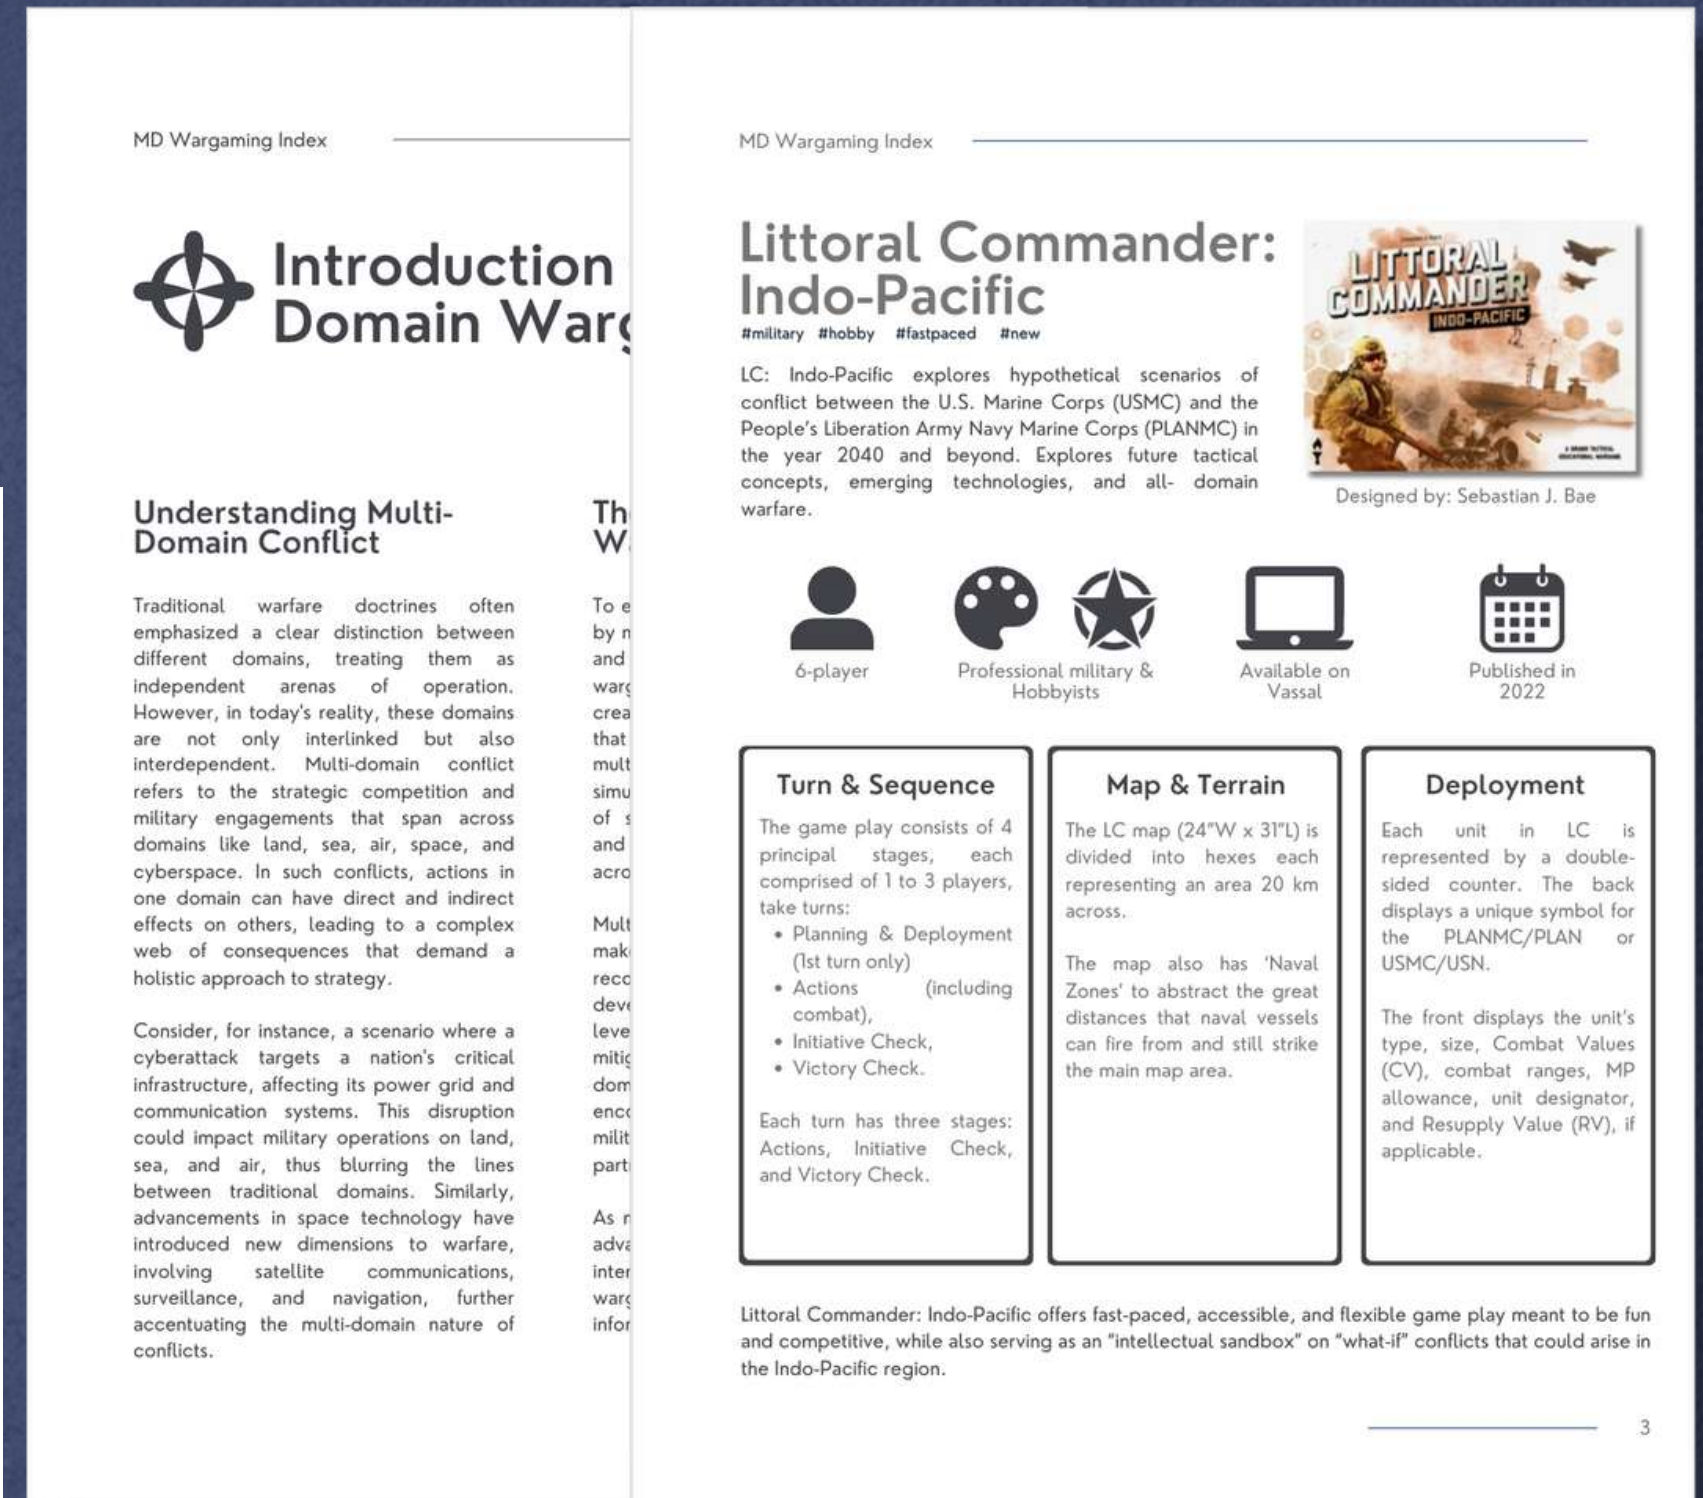 MD Wargaming Index
Introduction
Domain
Understanding Multi-
Domain Conflict
Traditional warfare doctrines often
emphasized a clear distinction between
different domains, treating them as
independent arenas of operation.
However, in today's reality, these domains
are not only interlinked but also
interdependent. Multi-domain conflict
refers to the strategic competition and
military engagements that span across
domains like land, sea, air, space, and
cyberspace. In such conflicts, actions in
one domain can have direct and indirect
effects on others, leading to a complex
web of consequences that demand a
holistic approach to strategy.
Consider, for instance, a scenario where a
cyberattack targets a nation's critical
infrastructure, affecting its power grid and
communication systems. This disruption
could impact military operations on land,
sea, and air, thus blurring the lines
between traditional domains. Similarly,
advancements in space technology have
introduced new dimensions to warfare,
involving satellite communications,
surveillance, and navigation, further
accentuating the multi-domain nature of
conflicts.
To
and
that
of
and
As
MD Wargaming Index
Littoral Commander:
Indo-Pacific
#military #hobby #fastpaced #new
LC: Indo-Pacific explores hypothetical scenarios of
conflict between the U.S. Marine Corps (USMC) and the
People's Liberation Army Navy Marine Corps (PLANMC) in
the year 2040 and beyond. Explores future tactical
concepts, emerging technologies, and all- domain
warfare.
LITTORAL
COMMANDER
INDO-PACIFIC
Designed by: Sebastian J. Bae
6-player
Professional military &
Hobbyists
Available on
Vassal
Published in
2022
Turn & Sequence
The game play consists of 4
principal stages, each
comprised of 1 to 3 players,
take turns:
• Planning & Deployment
(1st turn only)
• Actions (including
combat),
• Initiative Check,
• Victory Check.
Each turn has three stages:
Actions, Initiative Check,
and Victory Check.
Map & Terrain
The LC map (24"W x 31"L) is
divided into hexes each
representing an area 20 km
across.
The map also has 'Naval
Zones' to abstract the great
distances that naval vessels
can fire from and still strike
the main map area.
Deployment
Each unit in LC is
represented by a double-
sided counter. The back
displays a unique symbol for
the PLANMC/PLAN or
USMC/USN.
The front displays the unit's
type, size, Combat Values
(CV), combat ranges, MP
allowance, unit designator,
and Resupply Value (RV), if
applicable.
Littoral Commander: Indo-Pacific offers fast-paced, accessible, and flexible game play meant to be fun
and competitive, while also serving as an "intellectual sandbox" on "what-if" conflicts that could arise in
the Indo-Pacific region.
3